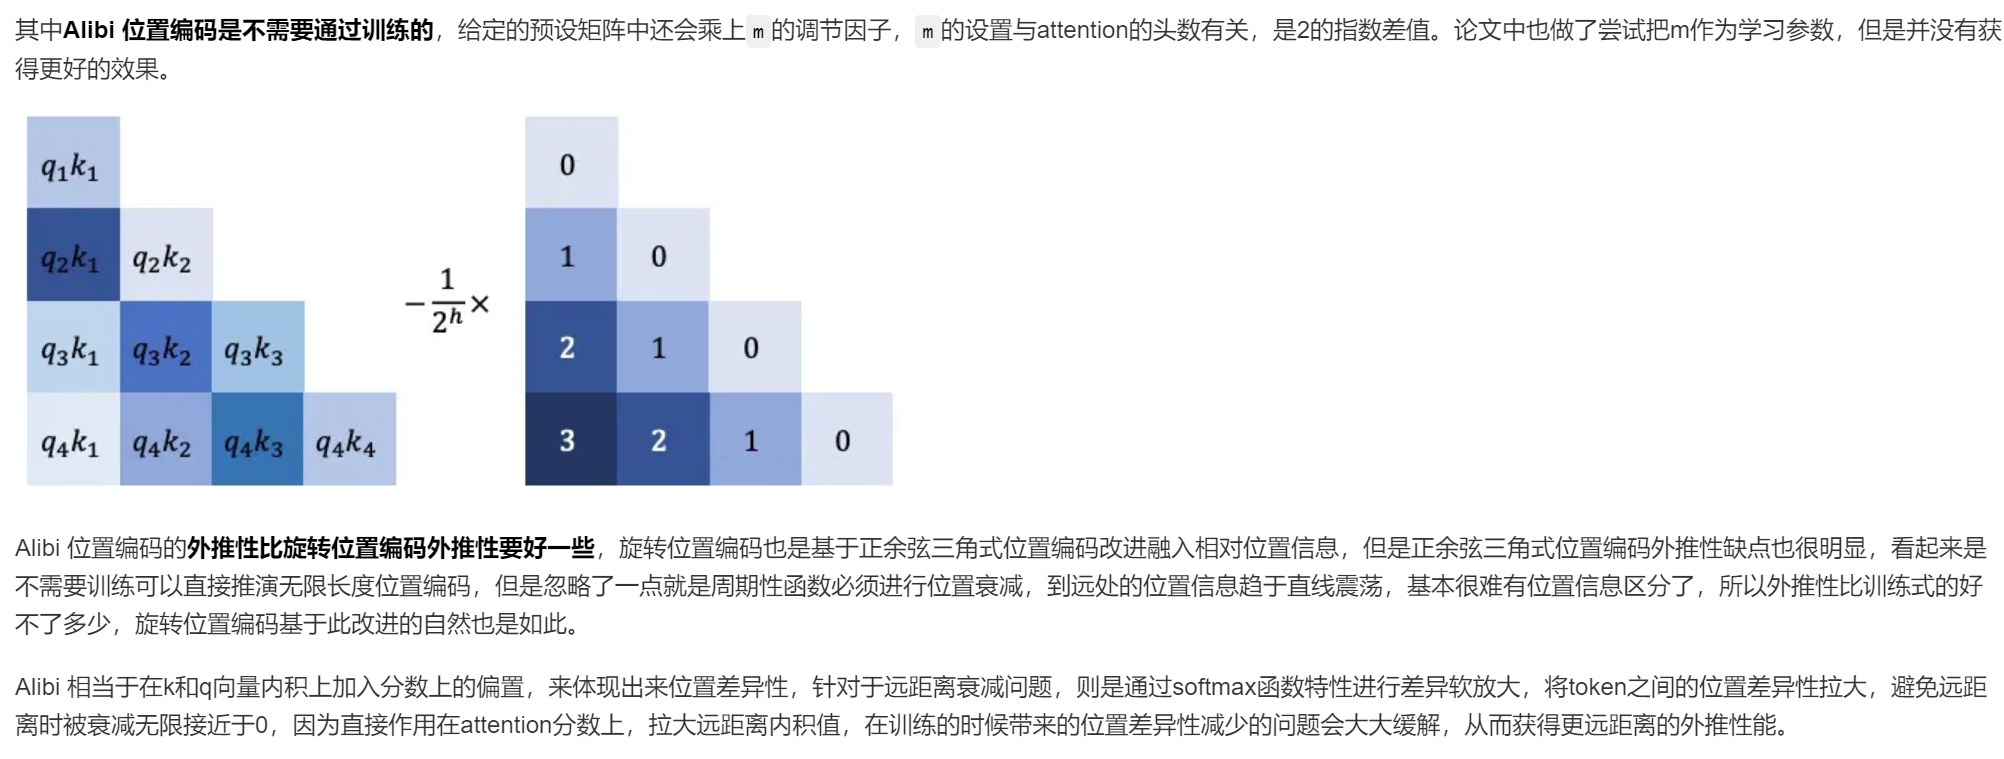 其中Alibi 位置编码是不需要通过训练的，给定的预设矩阵中还会乘上 m 的调节因子， m 的设置与attention的头数有关，是2的指数差值。论文中也做了尝试把m作为学习参数，但是并没有获
得更好的效果。
q₁k₁
0
q₂k₁ q₂k₂
1 0
−1/2ʰ×
q₃k₁ q₃k₂ q₃k₃
2 1 0
q₄k₁ q₄k₂ q₄k₃ q₄k₄
3 2 1 0
Alibi 位置编码的外推性比旋转位置编码外推性要好一些，旋转位置编码也是基于正余弦三角式位置编码改进融入相对位置信息，但是正余弦三角式位置编码外推性缺点也很明显，看起来是
不需要训练可以直接推演无限长度位置编码，但是忽略了一点就是周期性函数必须进行位置衰减，到远处的位置信息趋于直线震荡，基本很难有位置信息区分了，所以外推性比训练式的好
不了多少，旋转位置编码基于此改进的自然也是如此。
Alibi 相当于在k和q向量内积上加入分数上的偏置，来体现出来位置差异性，针对于远距离衰减问题，则是通过softmax函数特性进行差异软放大，将token之间的位置差异性拉大，避免远距
离时被衰减无限接近于0，因为直接作用在attention分数上，拉大远距离内积值，在训练的时候带来的位置差异性减少的问题会大大缓解，从而获得更远距离的外推性能。